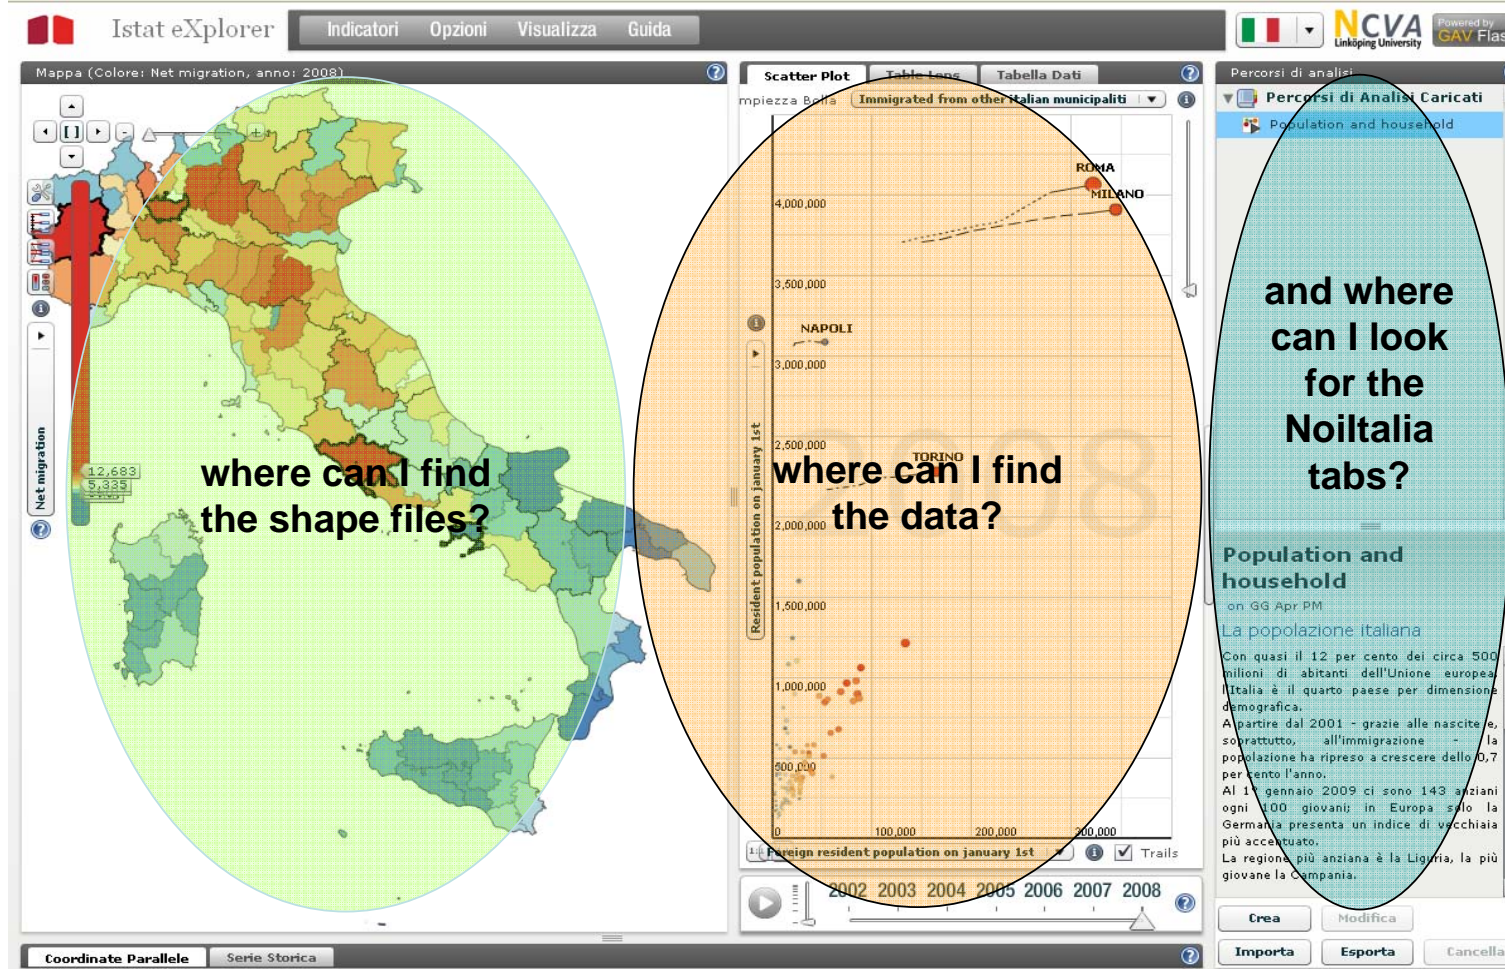 Istat eXplorer
Indicatori Opzioni Visualizza Guida
NCVA
Linköping University
Powered by
GAV Flas
Mappa (Colore: Net migration, anno: 2008)
12,683
5,335
Net migration
where can I find
the shape files?
Scatter Plot
Table Lens
Tabella Dati
mpiezza Bolla
Immigrated from other italian municipaliti
ROMA
MILANO
4,000,000
3,500,000
NAPOLI
3,000,000
2,500,000
TORINO
2008
where can I find
the data?
2,000,000
1,500,000
1,000,000
500,000
Resident population on january 1st
0
100,000
200,000
300,000
Foreign resident population on january 1st
Trails
2002 2003 2004 2005 2006 2007 2008
Percorsi di analisi
Percorsi di Analisi Caricati
Population and household
and where
can I look
for the
NoiItalia
tabs?
Population and
household
on GG Apr PM
La popolazione italiana
Con quasi il 12 per cento dei circa 500
milioni di abitanti dell'Unione europea,
l'Italia è il quarto paese per dimensione
demografica.
A partire dal 2001 - grazie alle nascite e,
soprattutto, all'immigrazione - la
popolazione ha ripreso a crescere dello 0,7
per cento l'anno.
Al 1° gennaio 2009 ci sono 143 anziani
ogni 100 giovani; in Europa solo la
Germania presenta un indice di vecchiaia
più accentuato.
La regione più anziana è la Liguria, la più
giovane la Campania.
Crea
Modifica
Importa
Esporta
Cancella
Coordinate Parallele
Serie Storica